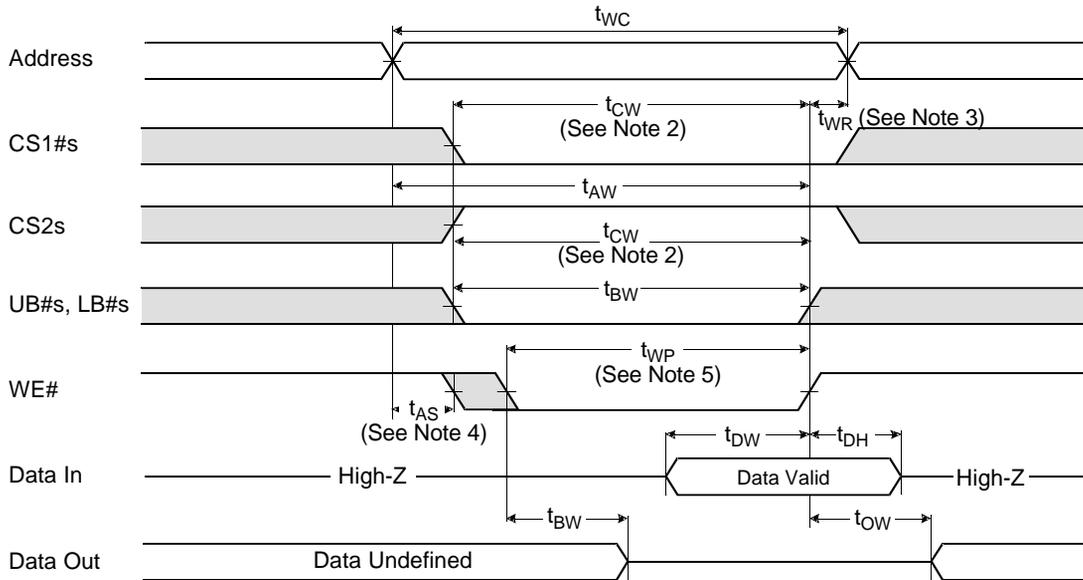 tWC
Address
tCW
(See Note 2)
tWR (See Note 3)
CS1#s
tAW
CS2s
tCW
(See Note 2)
UB#s, LB#s
tBW
tWP
(See Note 5)
WE#
tAS
(See Note 4)
tDW
tDH
Data In
High-Z
Data Valid
High-Z
tBW
tOW
Data Out
Data Undefined